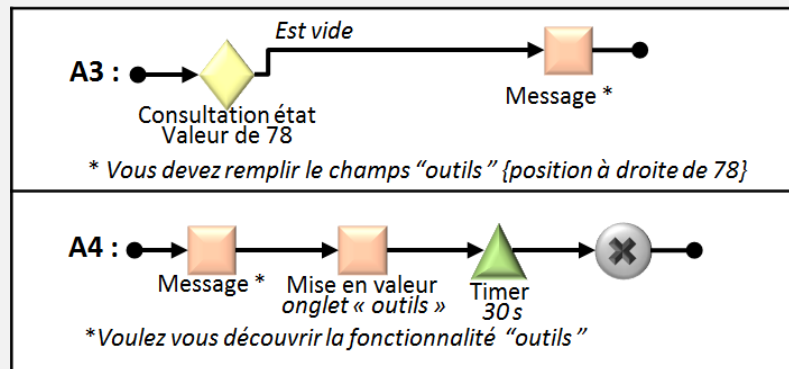 Est vide
A3 :
Message *
Consultation état
Valeur de 78
* Vous devez remplir le champs “outils” {position à droite de 78}
A4 :
Message *
Mise en valeur
onglet « outils »
Timer
30 s
*Voulez vous découvrir la fonctionnalité “outils”